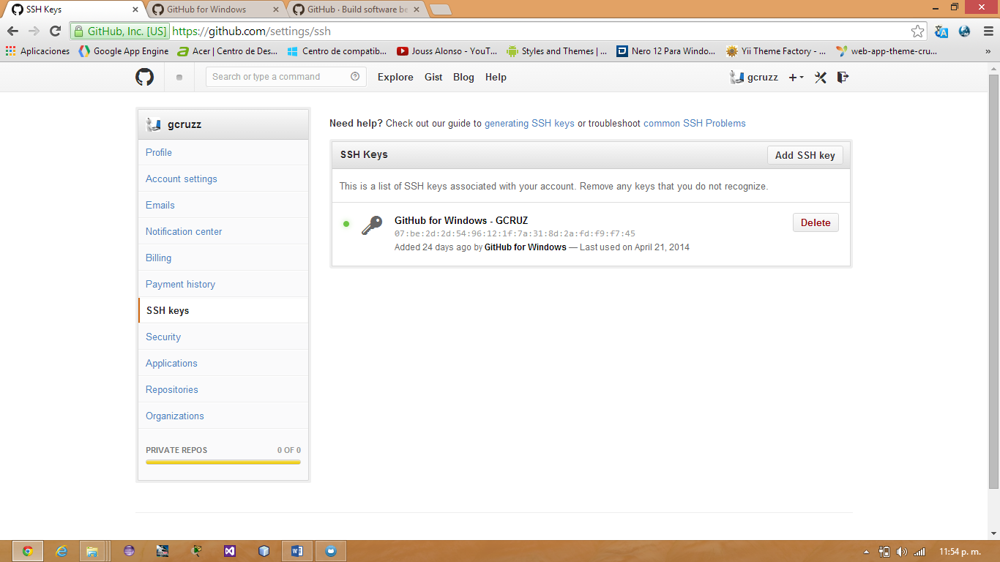 SSH Keys
GitHub for Windows
GitHub · Build software be
GitHub, Inc. [US] https://github.com/settings/ssh
Aplicaciones Google App Engine Acer | Centro de Des... Centro de compatib... Jouss Alonso - YouT... Styles and Themes | ... Nero 12 Para Windo... Yii Theme Factory - ... web-app-theme-cru... »
Search or type a command Explore Gist Blog Help gcruzz
gcruzz
Profile
Account settings
Emails
Notification center
Billing
Payment history
SSH keys
Security
Applications
Repositories
Organizations
PRIVATE REPOS 0 OF 0
Need help? Check out our guide to generating SSH keys or troubleshoot common SSH Problems
SSH Keys Add SSH key
This is a list of SSH keys associated with your account. Remove any keys that you do not recognize.
GitHub for Windows - GCRUZ Delete
07:be:2d:2d:54:96:12:1f:7a:31:8d:2a:fd:f9:f7:45
Added 24 days ago by GitHub for Windows — Last used on April 21, 2014
11:54 p. m.